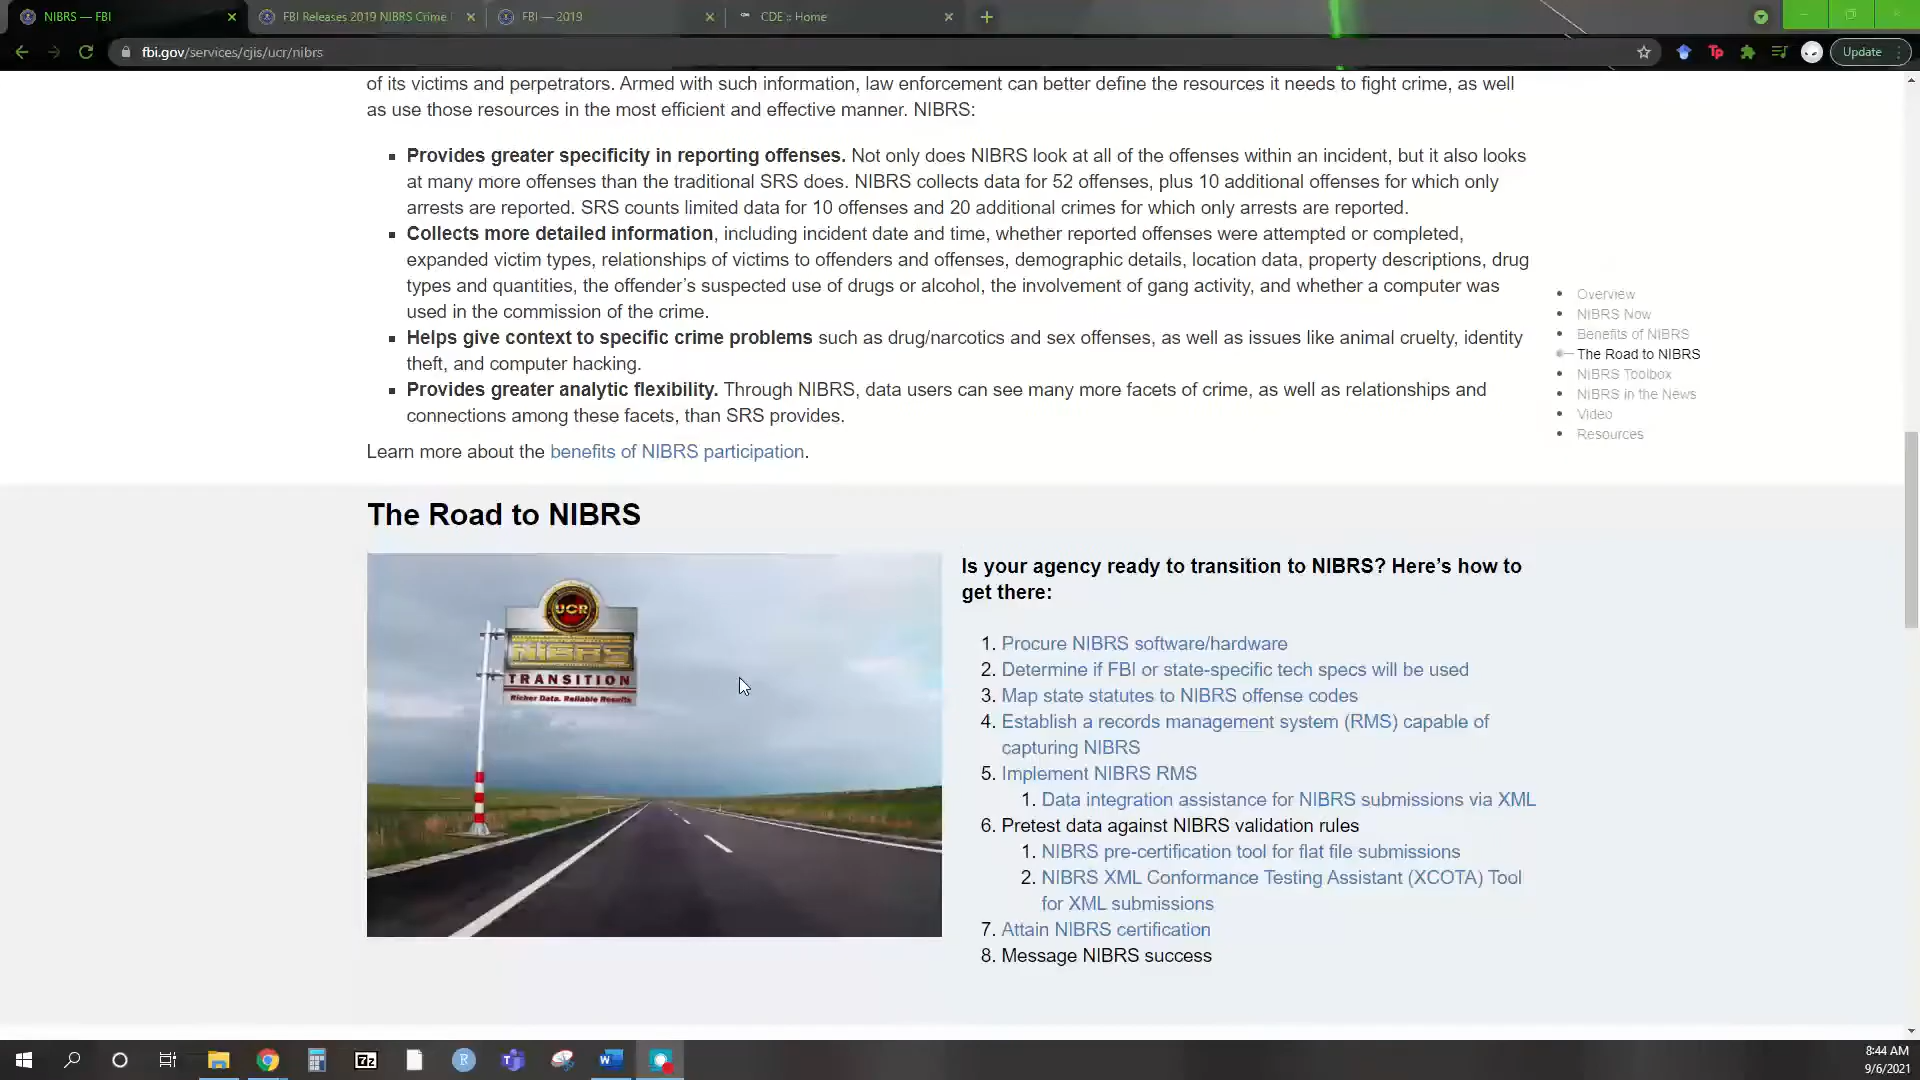 NIBRS — FBI
FBI Releases 2019 NIBRS Crime
FBI — 2019
CDE :: Home
fbi.gov/services/cjis/ucr/nibrs
Tp
Update
of its victims and perpetrators. Armed with such information, law enforcement can better define the resources it needs to fight crime, as well
as use those resources in the most efficient and effective manner. NIBRS:
Provides greater specificity in reporting offenses. Not only does NIBRS look at all of the offenses within an incident, but it also looks
at many more offenses than the traditional SRS does. NIBRS collects data for 52 offenses, plus 10 additional offenses for which only
arrests are reported. SRS counts limited data for 10 offenses and 20 additional crimes for which only arrests are reported.
Collects more detailed information, including incident date and time, whether reported offenses were attempted or completed,
expanded victim types, relationships of victims to offenders and offenses, demographic details, location data, property descriptions, drug
types and quantities, the offender's suspected use of drugs or alcohol, the involvement of gang activity, and whether a computer was
used in the commission of the crime.
Helps give context to specific crime problems such as drug/narcotics and sex offenses, as well as issues like animal cruelty, identity
theft, and computer hacking.
Provides greater analytic flexibility. Through NIBRS, data users can see many more facets of crime, as well as relationships and
connections among these facets, than SRS provides.
Learn more about the benefits of NIBRS participation.
Overview
NIBRS Now
Benefits of NIBRS
The Road to NIBRS
NIBRS Toolbox
NIBRS in the News
Video
Resources
The Road to NIBRS
UCR
NIBRS
TRANSITION
Richer Data. Reliable Results
Is your agency ready to transition to NIBRS? Here's how to
get there:
1. Procure NIBRS software/hardware
2. Determine if FBI or state-specific tech specs will be used
3. Map state statutes to NIBRS offense codes
4. Establish a records management system (RMS) capable of
capturing NIBRS
5. Implement NIBRS RMS
1. Data integration assistance for NIBRS submissions via XML
6. Pretest data against NIBRS validation rules
1. NIBRS pre-certification tool for flat file submissions
2. NIBRS XML Conformance Testing Assistant (XCOTA) Tool
for XML submissions
7. Attain NIBRS certification
8. Message NIBRS success
8:44 AM
9/6/2021